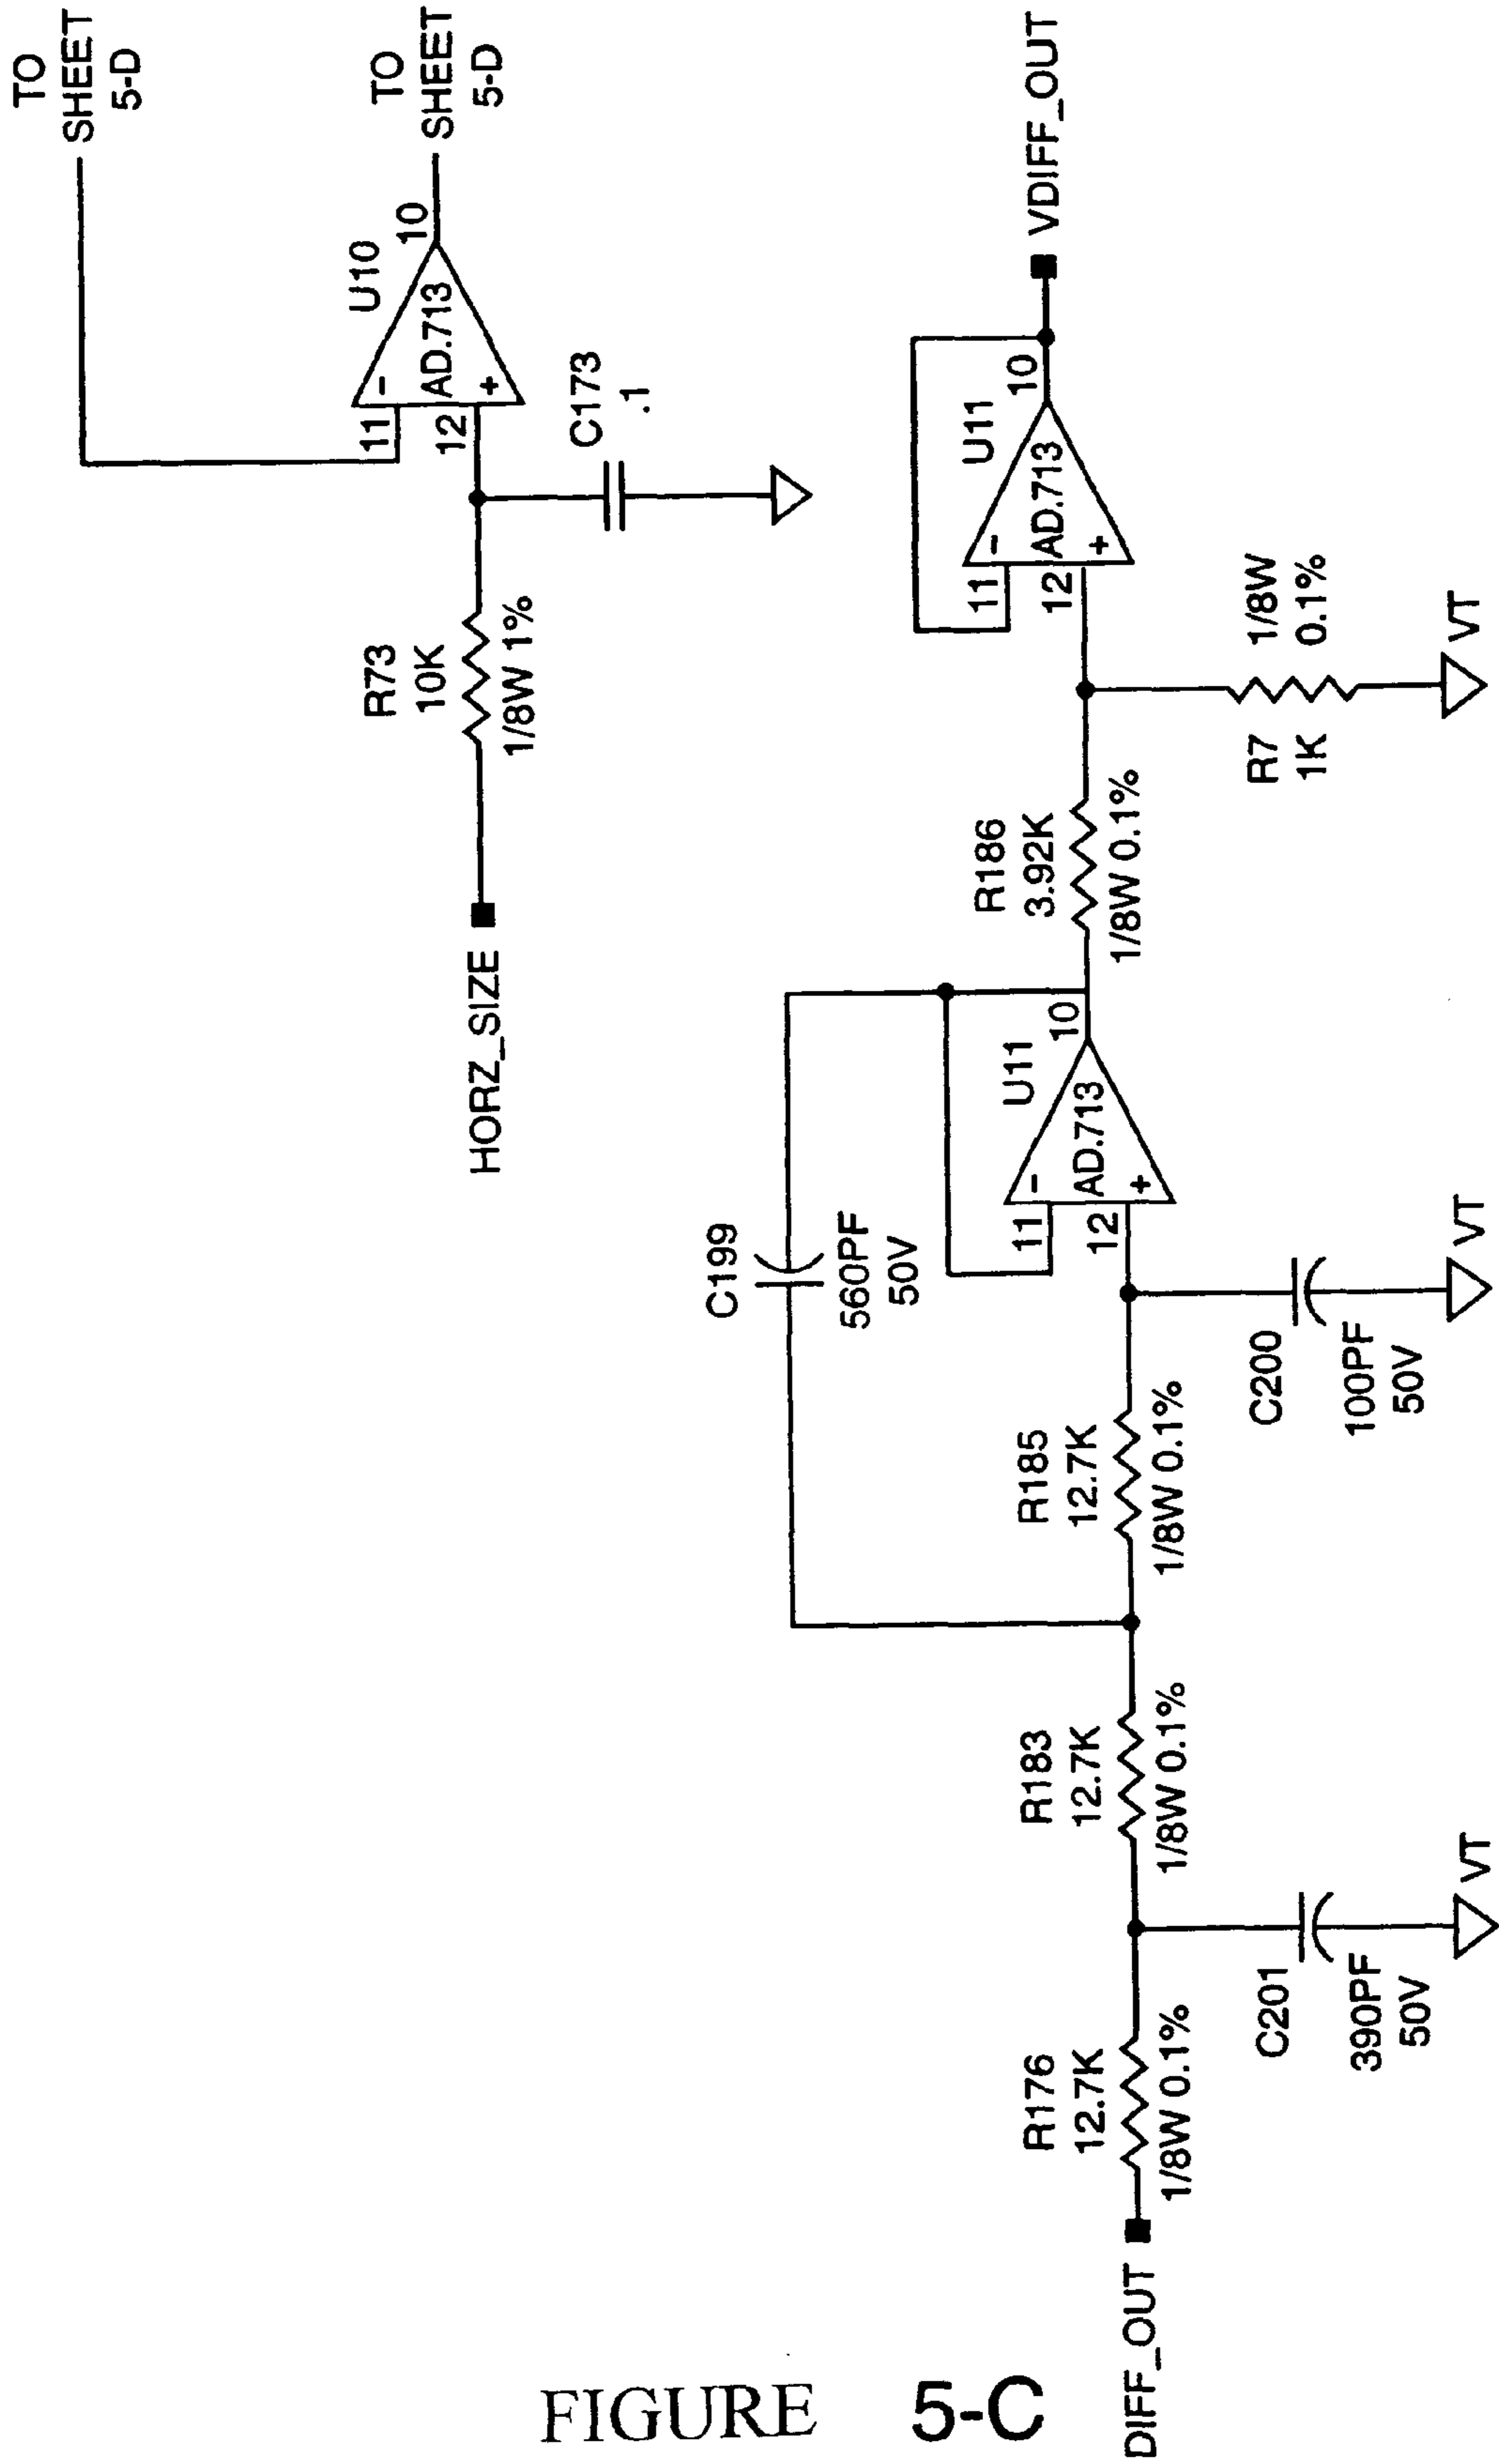 TO
SHEET
5-D
TO
SHEET
5-D
U10
10
11
-
AD.713
12
+
R73
10K
1/8W 1%
C173
.1
HORZ_SIZE
VDIFF_OUT
U11
10
11
-
AD.713
12
+
R186
3.92K
1/8W 0.1%
R7
1K
1/8W
0.1%
VT
C199
560PF
50V
U11
10
11
-
AD.713
12
+
R185
12.7K
1/8W 0.1%
C200
100PF
50V
VT
R183
12.7K
1/8W 0.1%
R176
12.7K
1/8W 0.1%
C201
390PF
50V
VT
DIFF_OUT
FIGURE 5-C